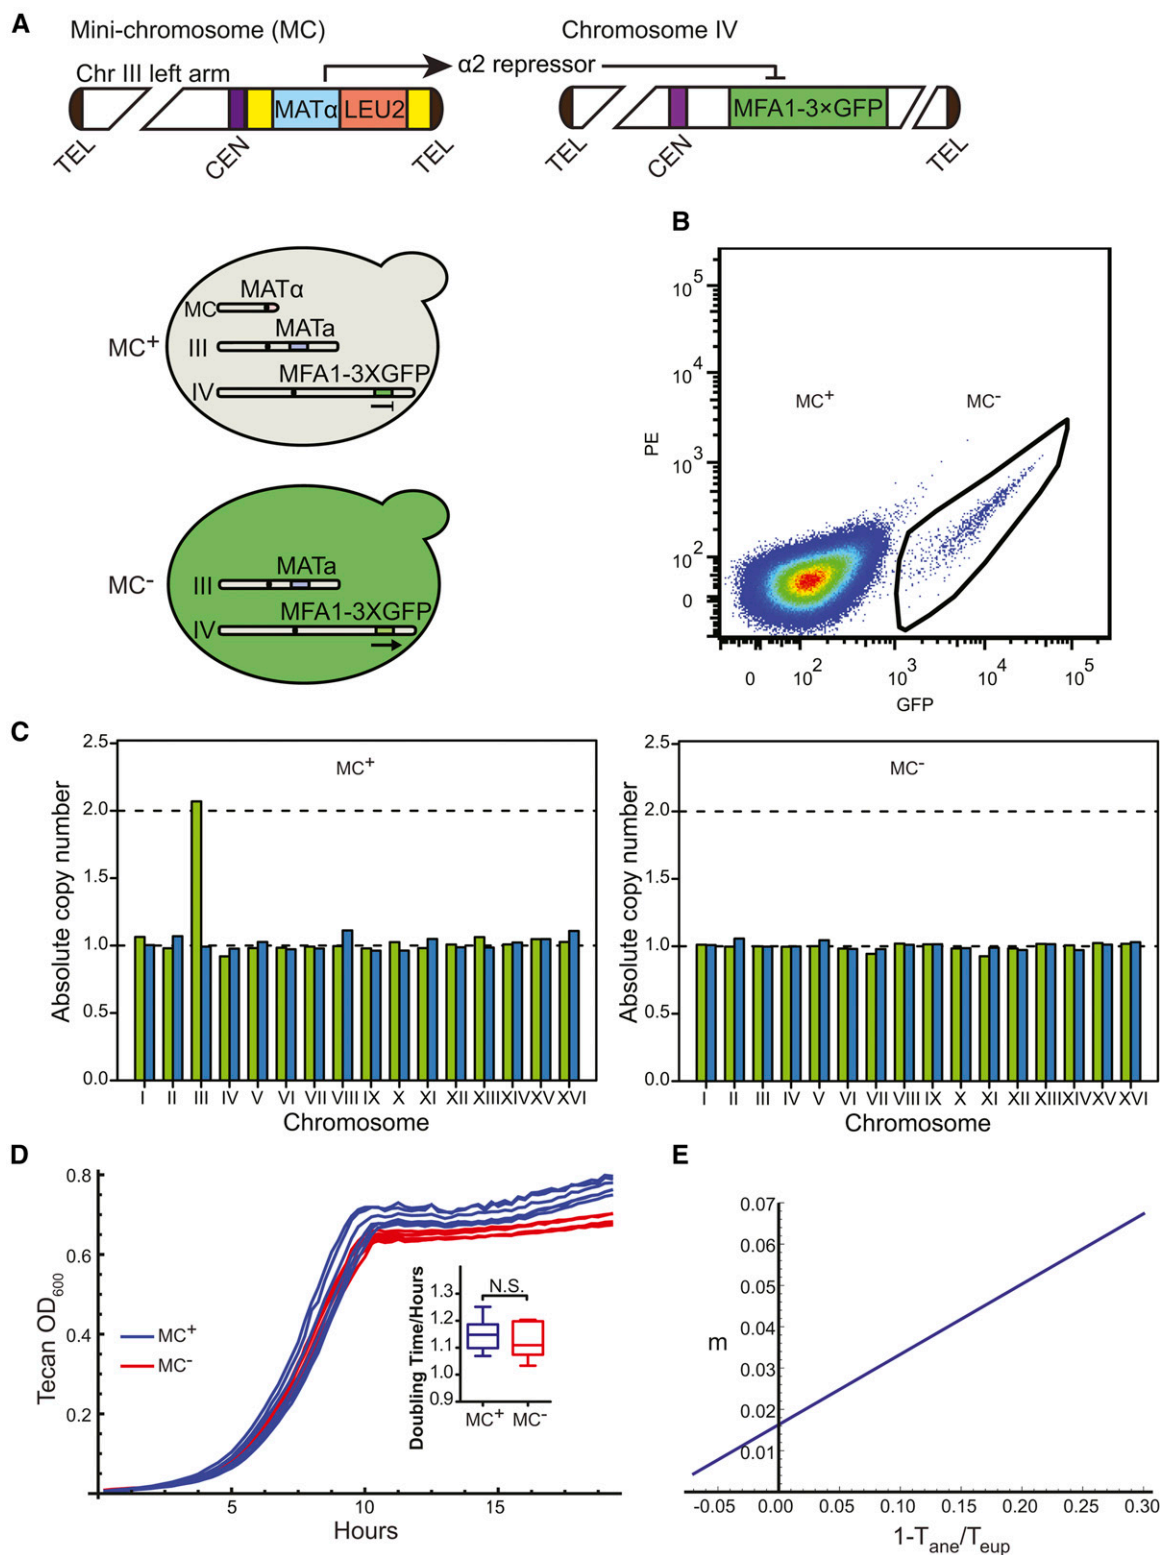 A
Mini-chromosome (MC)
Chromosome IV
Chr III left arm
α2 repressor
MATα
LEU2
MFA1-3×GFP
TEL
CEN
TEL
TEL
CEN
TEL
MATα
MC
MATa
MC+
III
MFA1-3XGFP
IV
MATa
MC-
III
MFA1-3XGFP
IV
B
10^5
10^4
10^3
10^2
0
PE
MC+
MC-
0
10^2
10^3
10^4
10^5
GFP
C
2.5
2.0
1.5
1.0
0.5
0.0
Absolute copy number
MC+
I II III IV V VI VII VIII IX X XI XII XIII XIV XV XVI
Chromosome
2.5
2.0
1.5
1.0
0.5
0.0
Absolute copy number
MC-
I II III IV V VI VII VIII IX X XI XII XIII XIV XV XVI
Chromosome
D
0.8
0.6
0.4
0.2
Tecan OD600
MC+
MC-
5
10
15
Hours
N.S.
1.3
1.2
1.1
1.0
0.9
Doubling Time/Hours
MC+ MC-
E
0.07
0.06
0.05
0.04
0.03
0.02
0.01
m
-0.05 0.00 0.05 0.10 0.15 0.20 0.25 0.30
1-Tane/Teup